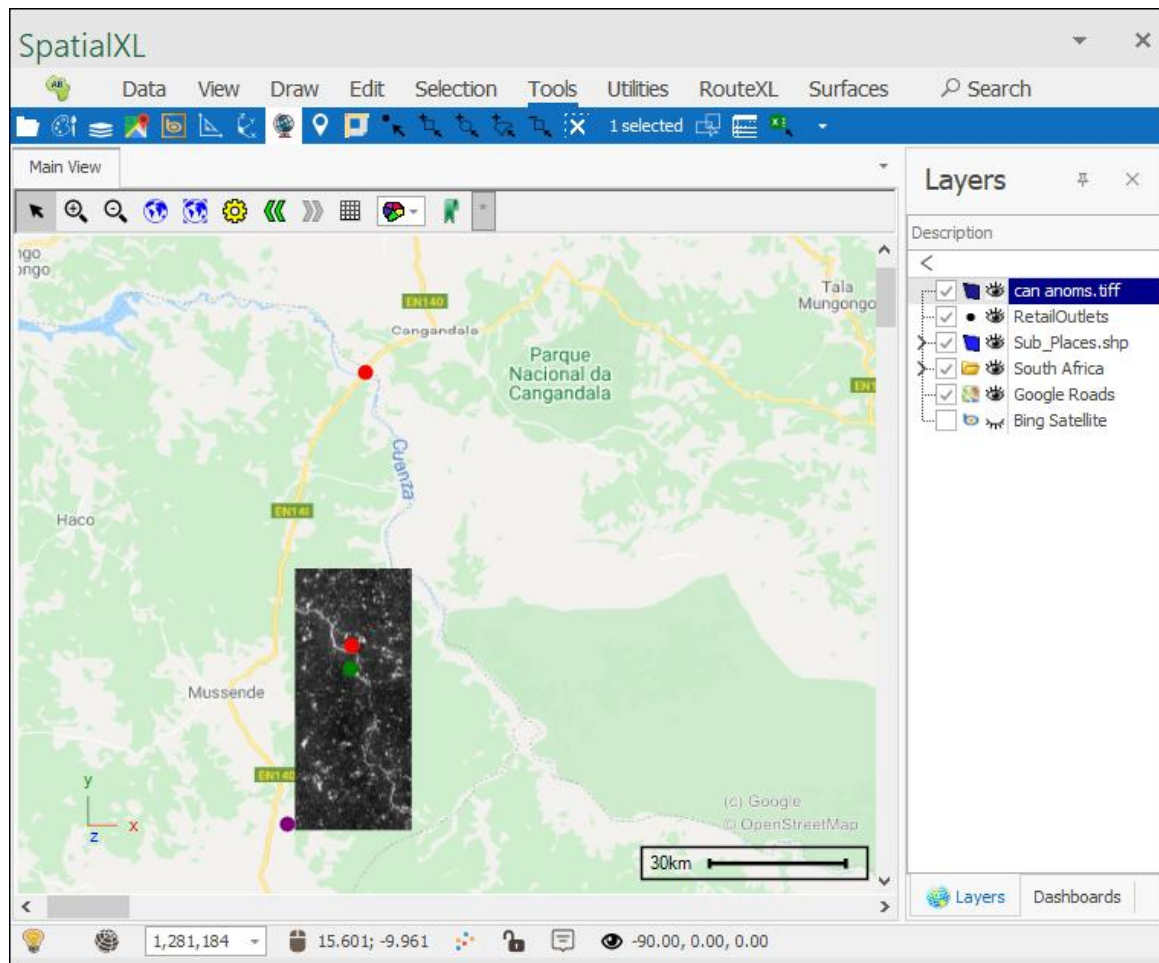 SpatialXL
Data View Draw Edit Selection Tools Utilities RouteXL Surfaces Search
1 selected
Main View
Layers
Description
can anoms.tiff
RetailOutlets
Sub_Places.shp
South Africa
Google Roads
Bing Satellite
Tala
Mungongo
EN140
Cangandala
Parque
Nacional da
Cangandala
Cuanza
EN140
Haco
Mussende
EN140
y
x
z
(c) Google
© OpenStreetMap
30km
Layers Dashboards
1,281,184 15.601; -9.961 -90.00, 0.00, 0.00